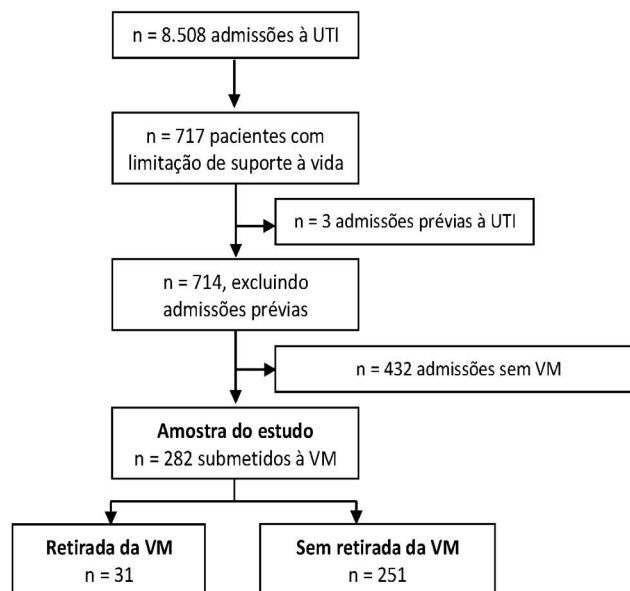 n = 8.508 admissões à UTI
n = 717 pacientes com
limitação de suporte à vida
n = 3 admissões prévias à UTI
n = 714, excluindo
admissões prévias
n = 432 admissões sem VM
Amostra do estudo
n = 282 submetidos à VM
Retirada da VM
n = 31
Sem retirada da VM
n = 251